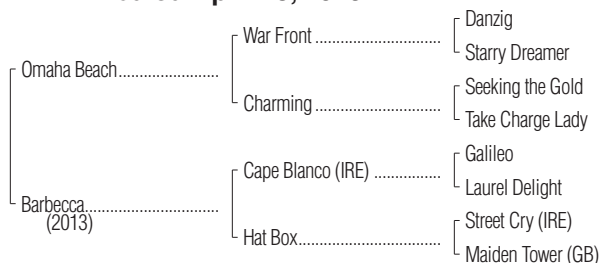 War Front
Danzig
Starry Dreamer
Omaha Beach
Charming
Seeking the Gold
Take Charge Lady
Barbecca
(2013)
Cape Blanco (IRE)
Galileo
Laurel Delight
Hat Box
Street Cry (IRE)
Maiden Tower (GB)